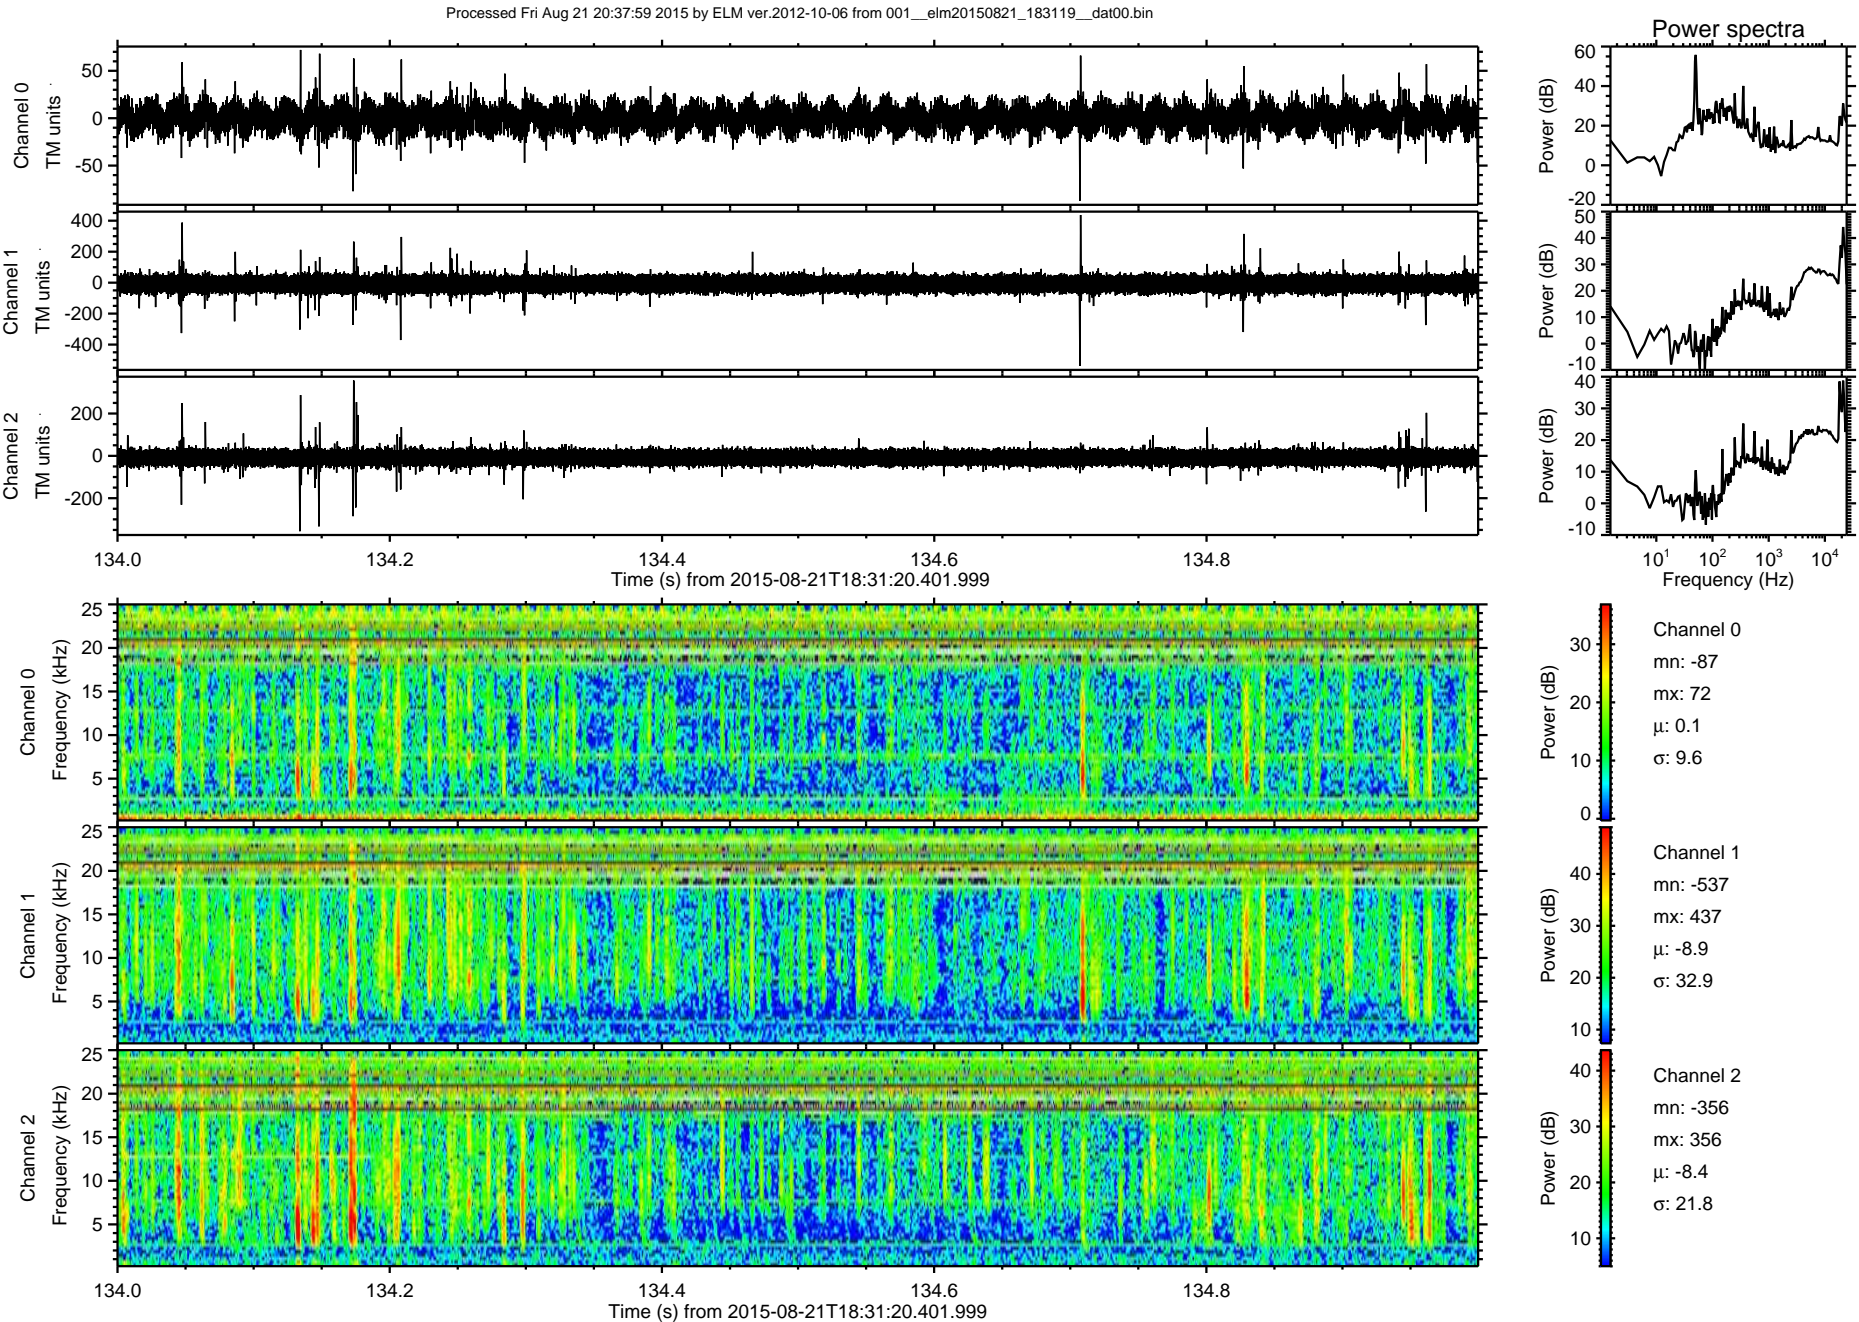 Processed Fri Aug 21 20:37:59 2015 by ELM ver.2012-10-06 from 001__elm20150821_183119__dat00.bin
Power spectra
Channel 0
TM units
50
0
-50
Power (dB)
60
40
20
0
-20
Channel 1
TM units
400
200
0
-200
-400
Power (dB)
50
40
30
20
10
0
-10
Channel 2
TM units
200
0
-200
Power (dB)
40
30
20
10
0
-10
134.0 134.2 134.4 134.6 134.8
Time (s) from 2015-08-21T18:31:20.401.999
10¹ 10² 10³ 10⁴
Frequency (Hz)
Channel 0
Frequency (kHz)
25
20
15
10
5
Power (dB)
30
20
10
0
Channel 0
mn: -87
mx: 72
μ: 0.1
σ: 9.6
Channel 1
Frequency (kHz)
25
20
15
10
5
Power (dB)
40
30
20
10
Channel 1
mn: -537
mx: 437
μ: -8.9
σ: 32.9
Channel 2
Frequency (kHz)
25
20
15
10
5
Power (dB)
40
30
20
10
Channel 2
mn: -356
mx: 356
μ: -8.4
σ: 21.8
134.0 134.2 134.4 134.6 134.8
Time (s) from 2015-08-21T18:31:20.401.999